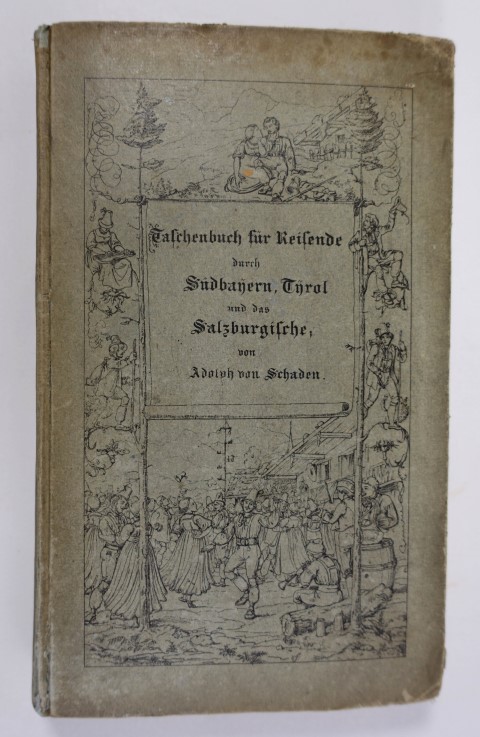 Taschenbuch für Reisende
durch
Südbayern, Tyrol
und das
Salzburgische,
von
Adolph von Schaden.